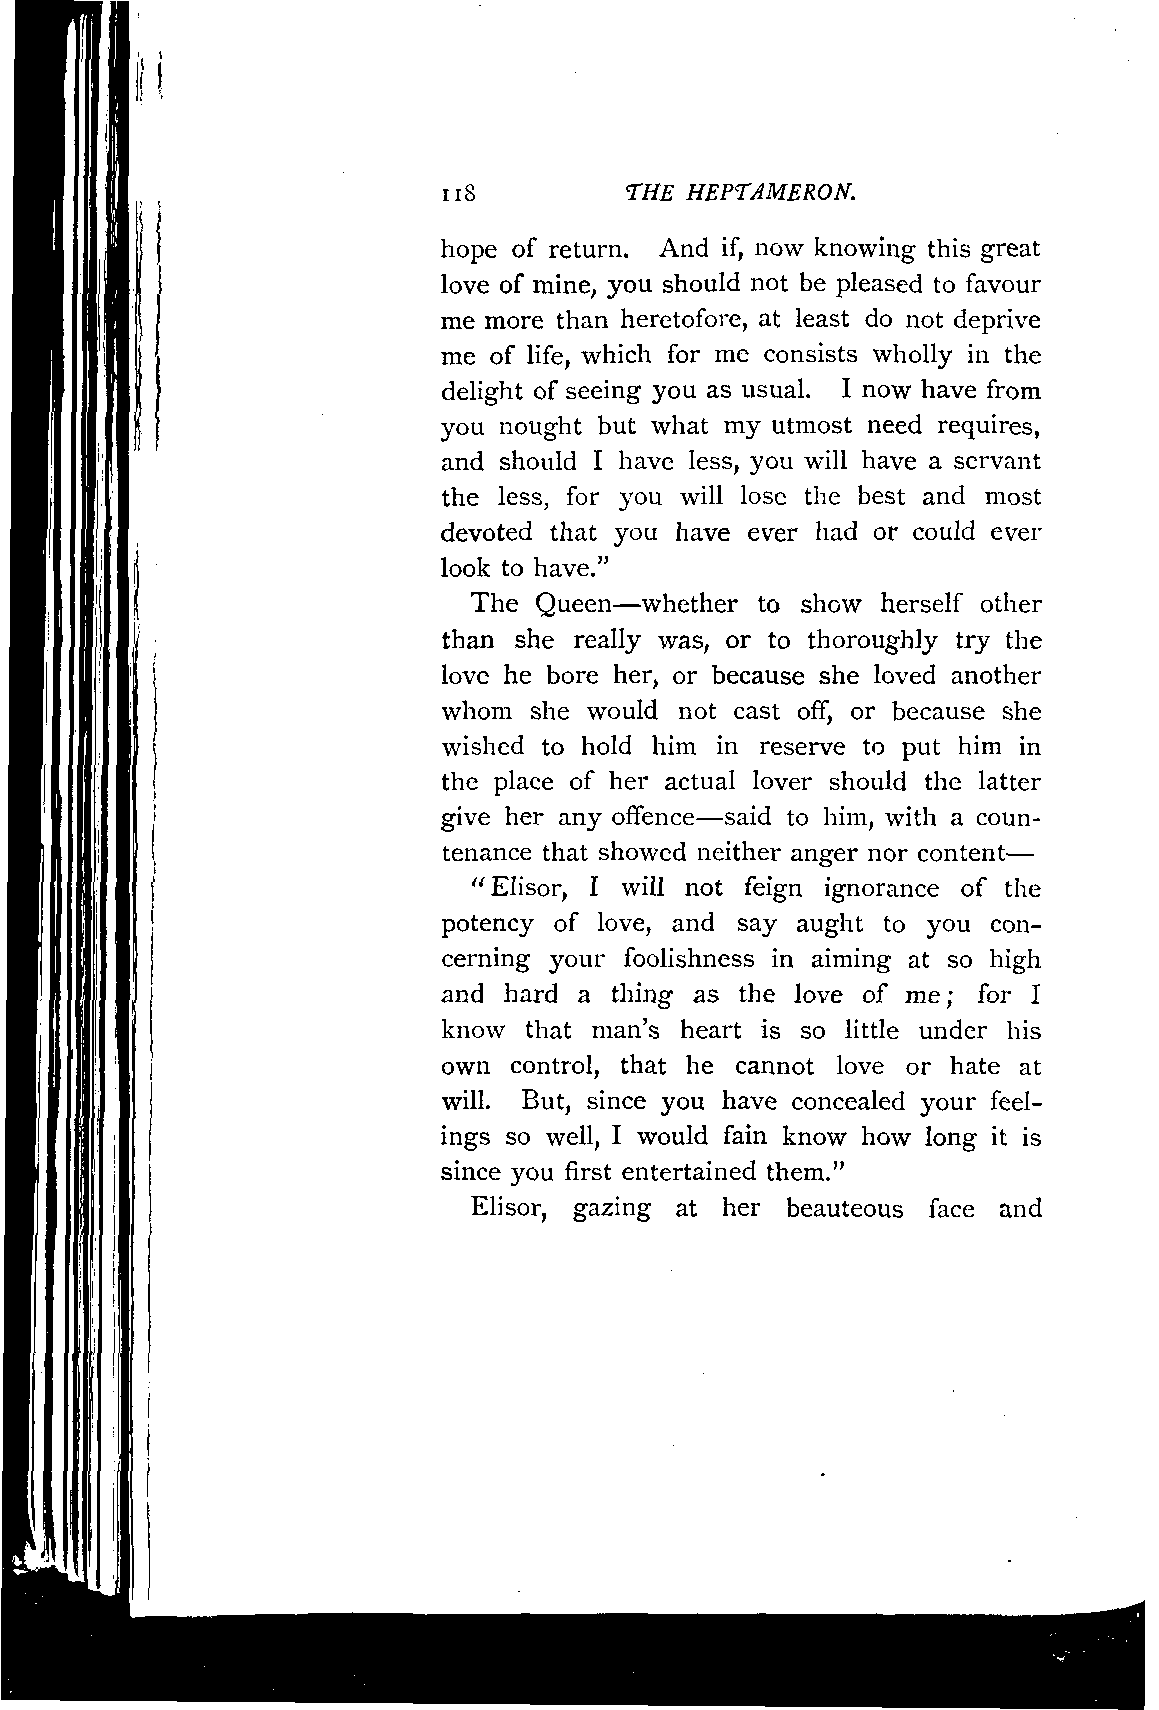 118 THE HEPTAMERON.
hope of return. And if, now knowing this great
love of mine, you should not be pleased to favour
me more than heretofore, at least do not deprive
me of life, which for me consists wholly in the
delight of seeing you as usual. I now have from
you nought but what my utmost need requires,
and should I have less, you will have a servant
the less, for you will lose the best and most
devoted that you have ever had or could ever
look to have."
The Queen—whether to show herself other
than she really was, or to thoroughly try the
love he bore her, or because she loved another
whom she would not cast off, or because she
wished to hold him in reserve to put him in
the place of her actual lover should the latter
give her any offence—said to him, with a coun-
tenance that showed neither anger nor content—
"Elisor, I will not feign ignorance of the
potency of love, and say aught to you con-
cerning your foolishness in aiming at so high
and hard a thing as the love of me; for I
know that man's heart is so little under his
own control, that he cannot love or hate at
will. But, since you have concealed your feel-
ings so well, I would fain know how long it is
since you first entertained them."
Elisor, gazing at her beauteous face and